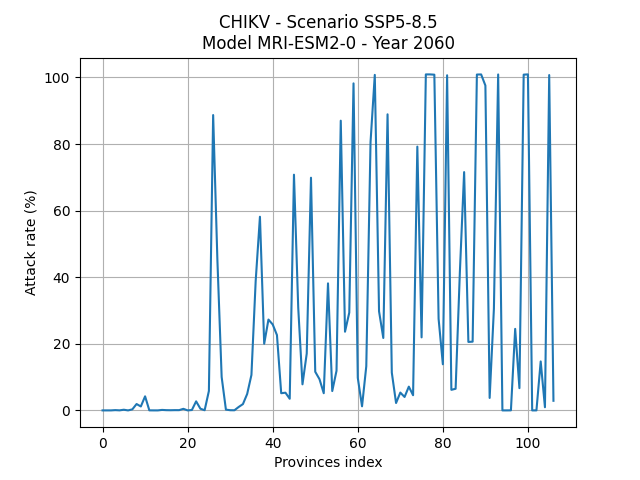 CHIKV - Scenario SSP5-8.5
Model MRI-ESM2-0 - Year 2060
Attack rate (%)
100
80
60
40
20
0
0 20 40 60 80 100
Provinces index